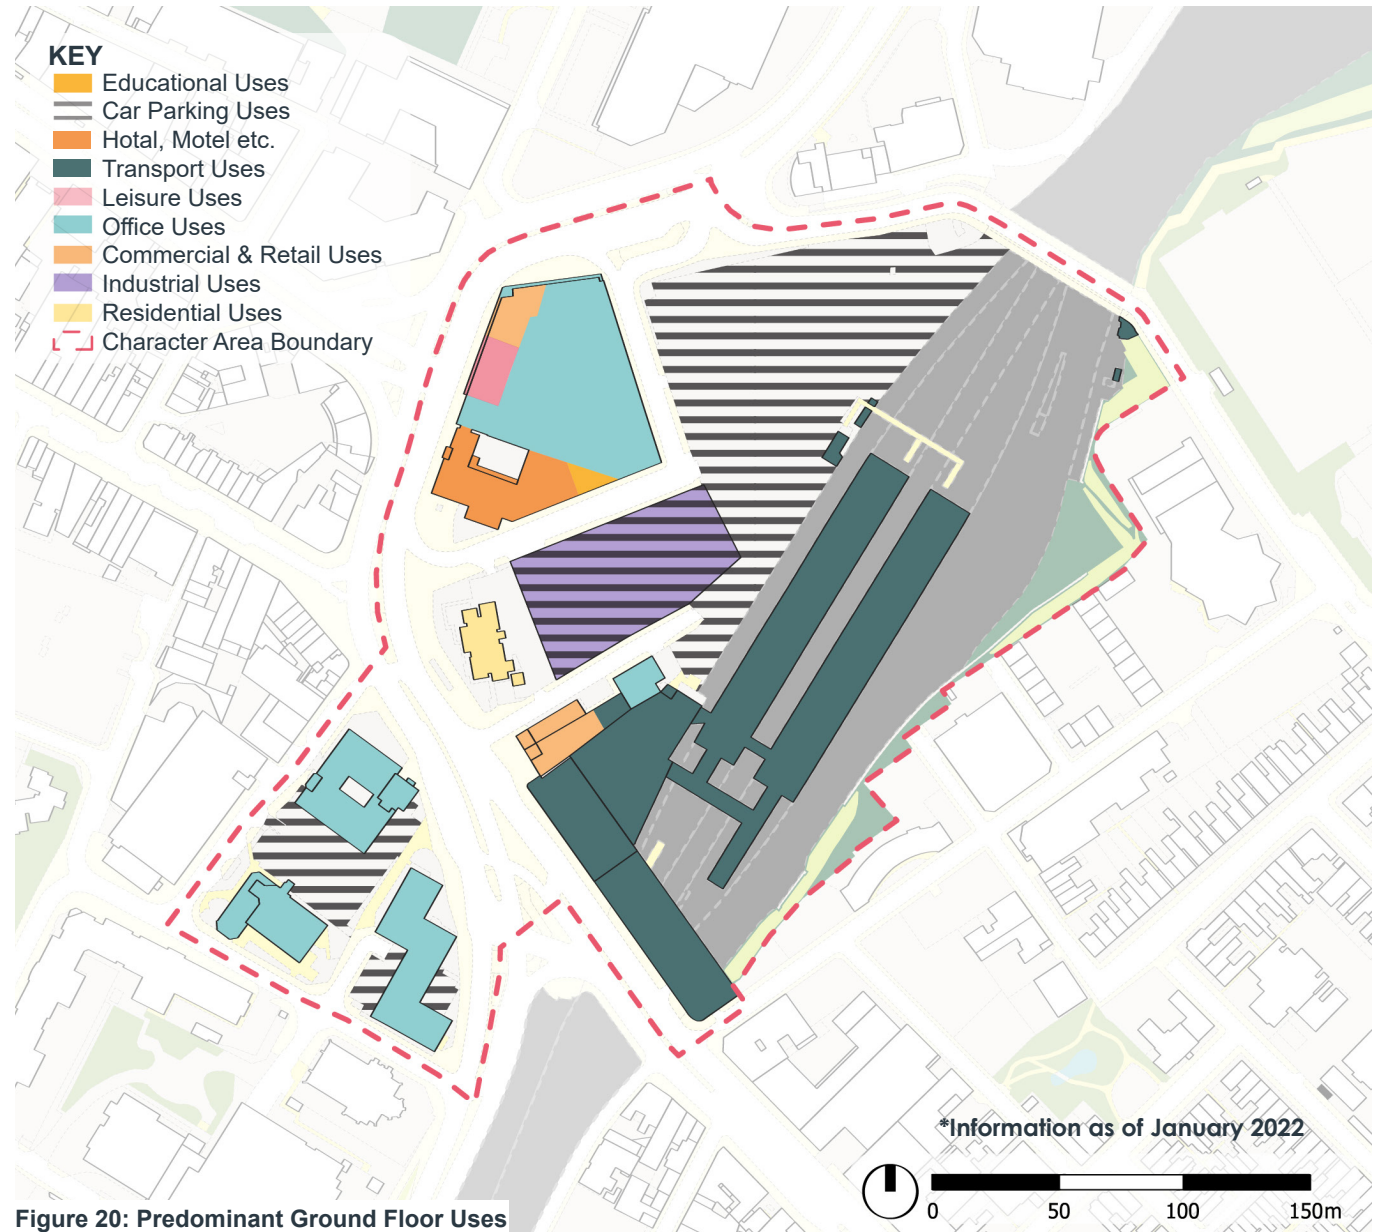 KEY
Educational Uses
Car Parking Uses
Hotal, Motel etc.
Transport Uses
Leisure Uses
Office Uses
Commercial & Retail Uses
Industrial Uses
Residential Uses
Character Area Boundary
*Information as of January 2022
0 50 100 150m
Figure 20: Predominant Ground Floor Uses